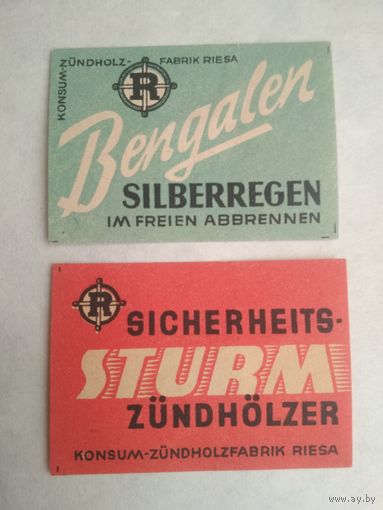 KONSUM-ZÜNDHOLZ-FABRIK RIESA
R
Bengalen
SILBERREGEN
IM FREIEN ABBRENNEN
R
SICHERHEITS-
STURM
ZÜNDHÖLZER
KONSUM-ZÜNDHOLZFABRIK RIESA
www.ay.by